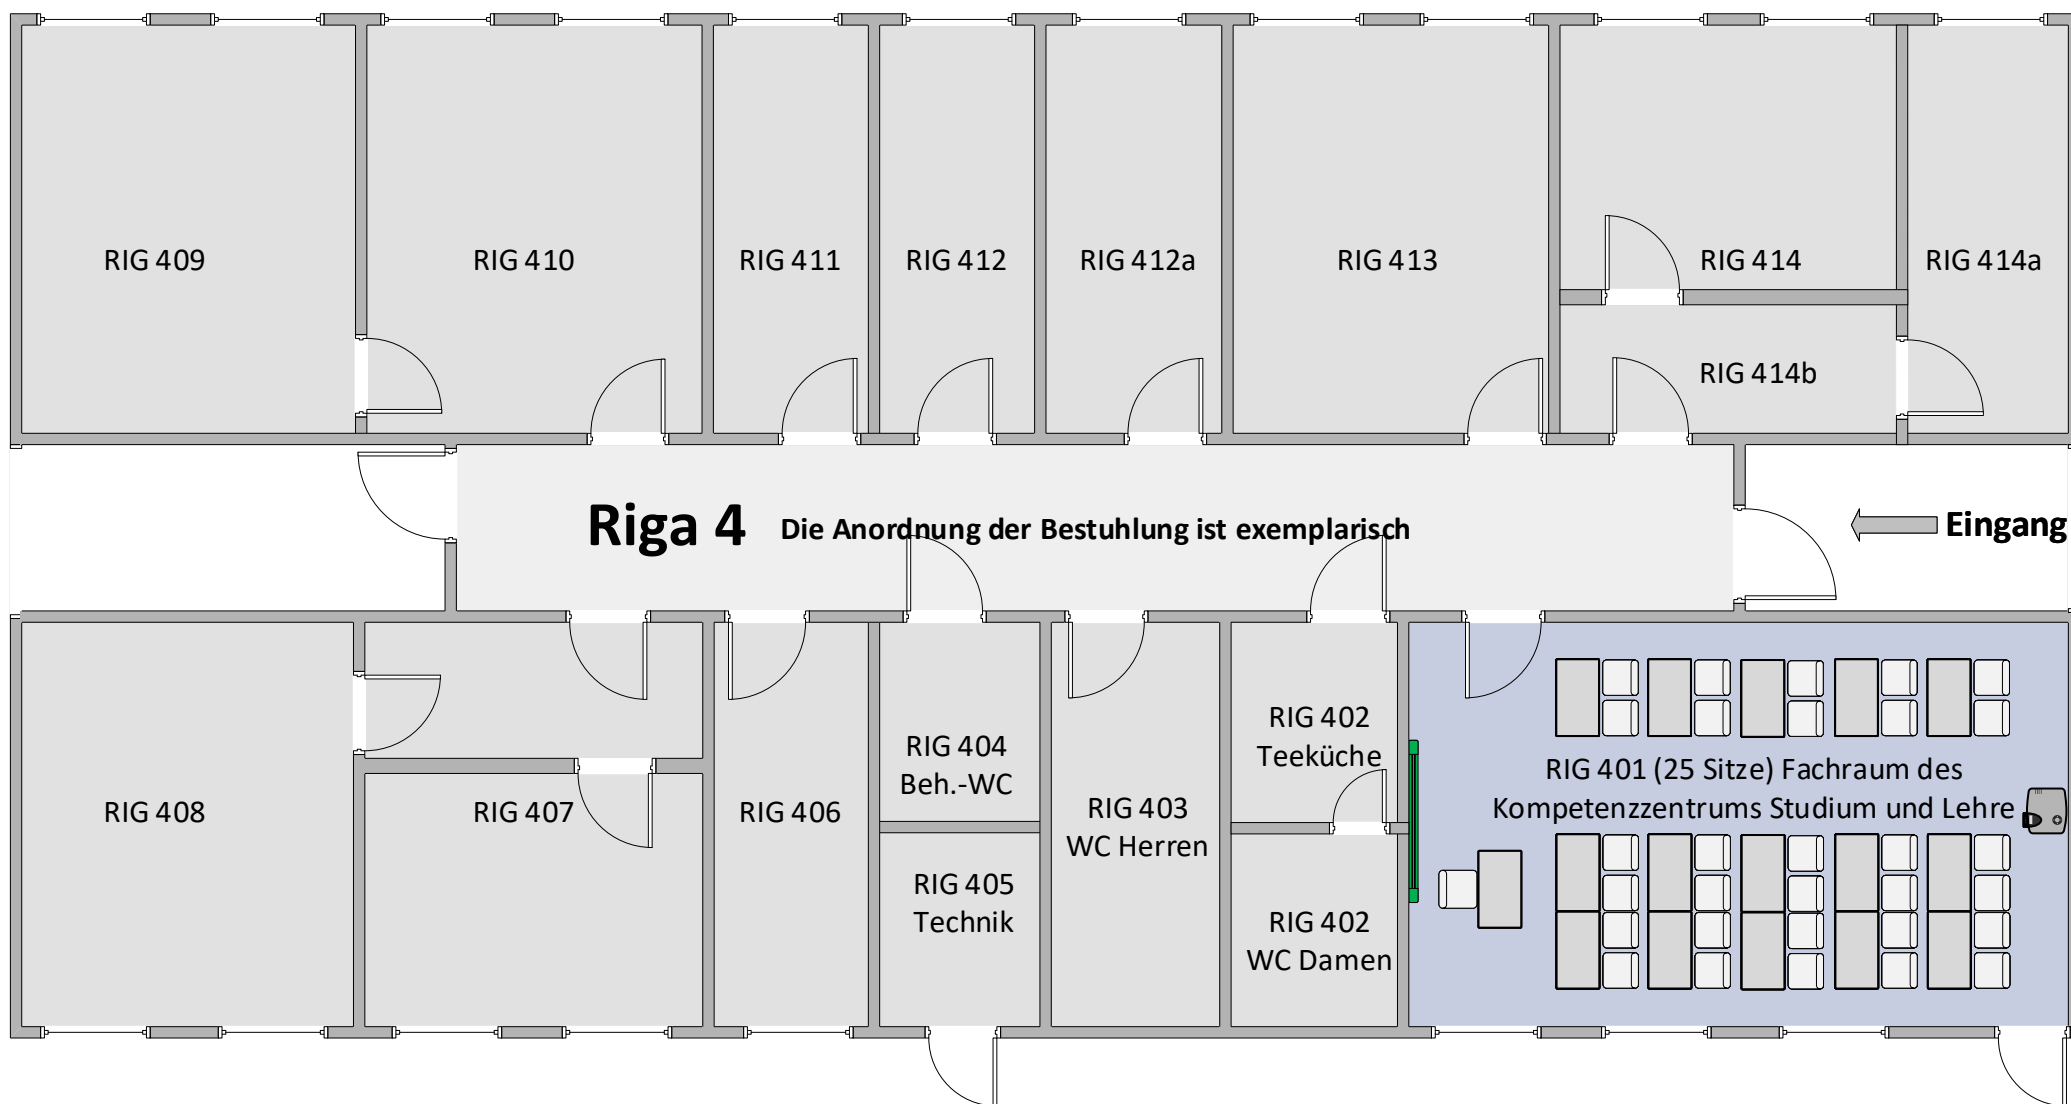 RIG 409
RIG 410
RIG 411
RIG 412
RIG 412a
RIG 413
RIG 414
RIG 414a
RIG 414b
Riga 4
Die Anordnung der Bestuhlung ist exemplarisch
Eingang
RIG 408
RIG 407
RIG 406
RIG 404
Beh.-WC
RIG 405
Technik
RIG 403
WC Herren
RIG 402
Teeküche
RIG 402
WC Damen
RIG 401 (25 Sitze) Fachraum des
Kompetenzzentrums Studium und Lehre